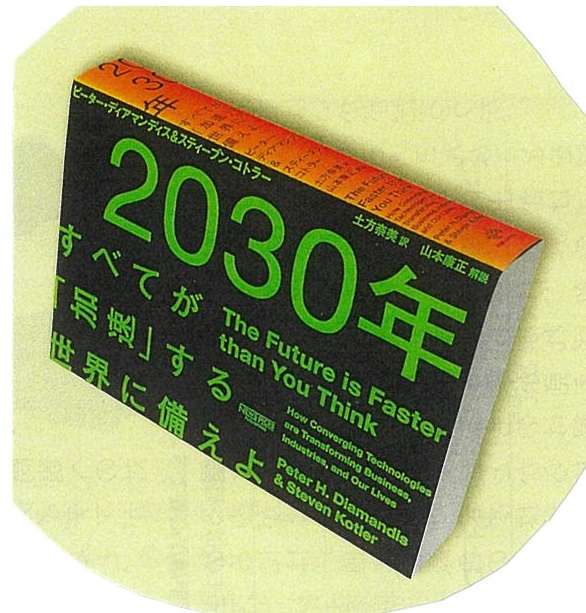 ピーター・ディアマンディス&スティーブン・コトラー
土方奈美 訳 山本康正 解説
2030年
すべてが
「加速」する
世界に備えよ
The Future is Faster
than You Think
How Converging Technologies
are Transforming Business,
Industries, and Our Lives
Peter H. Diamandis
& Steven Kotler